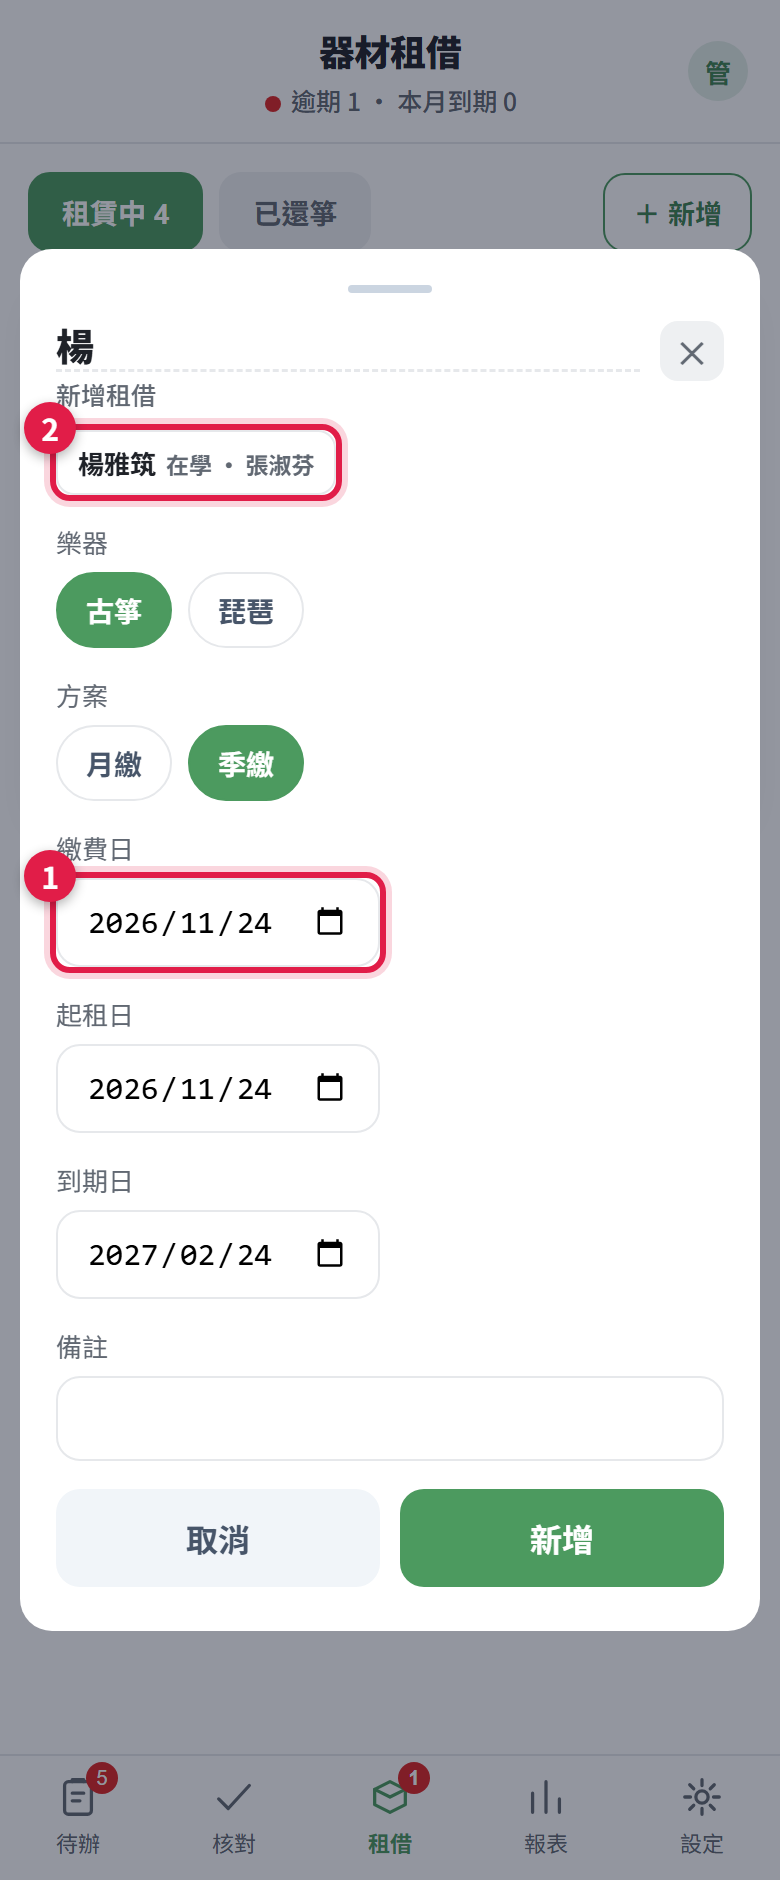 器材租借
逾期 1 • 本月到期 0
管
租賃中 4
已還箏
＋ 新增
楊
新增租借
2
楊雅筑 在學 • 張淑芬
樂器
古箏
琵琶
方案
月繳
季繳
繳費日
1
2026/11/24
起租日
2026/11/24
到期日
2027/02/24
備註
取消
新增
5
1
待辦
核對
租借
報表
設定